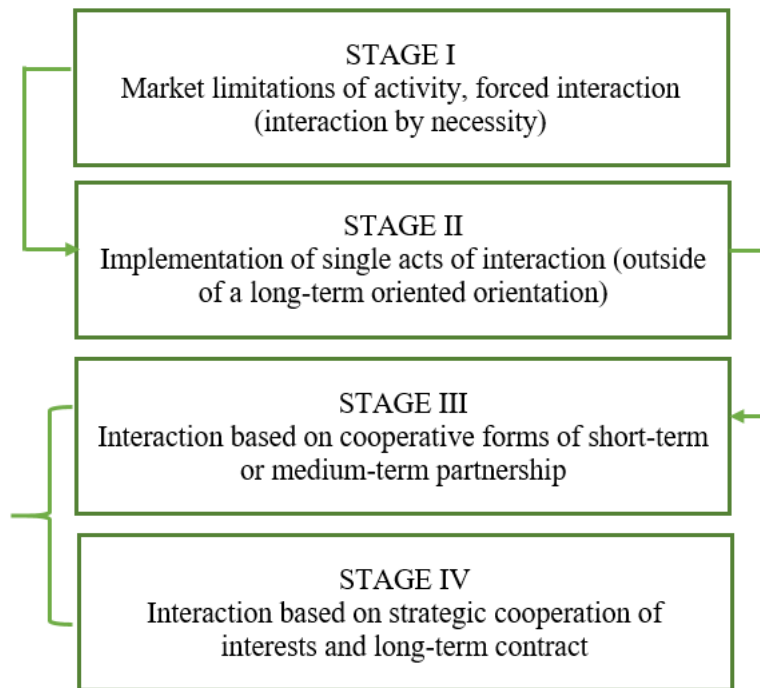 STAGE I
Market limitations of activity, forced interaction
(interaction by necessity)
STAGE II
Implementation of single acts of interaction (outside
of a long-term oriented orientation)
STAGE III
Interaction based on cooperative forms of short-term
or medium-term partnership
STAGE IV
Interaction based on strategic cooperation of
interests and long-term contract